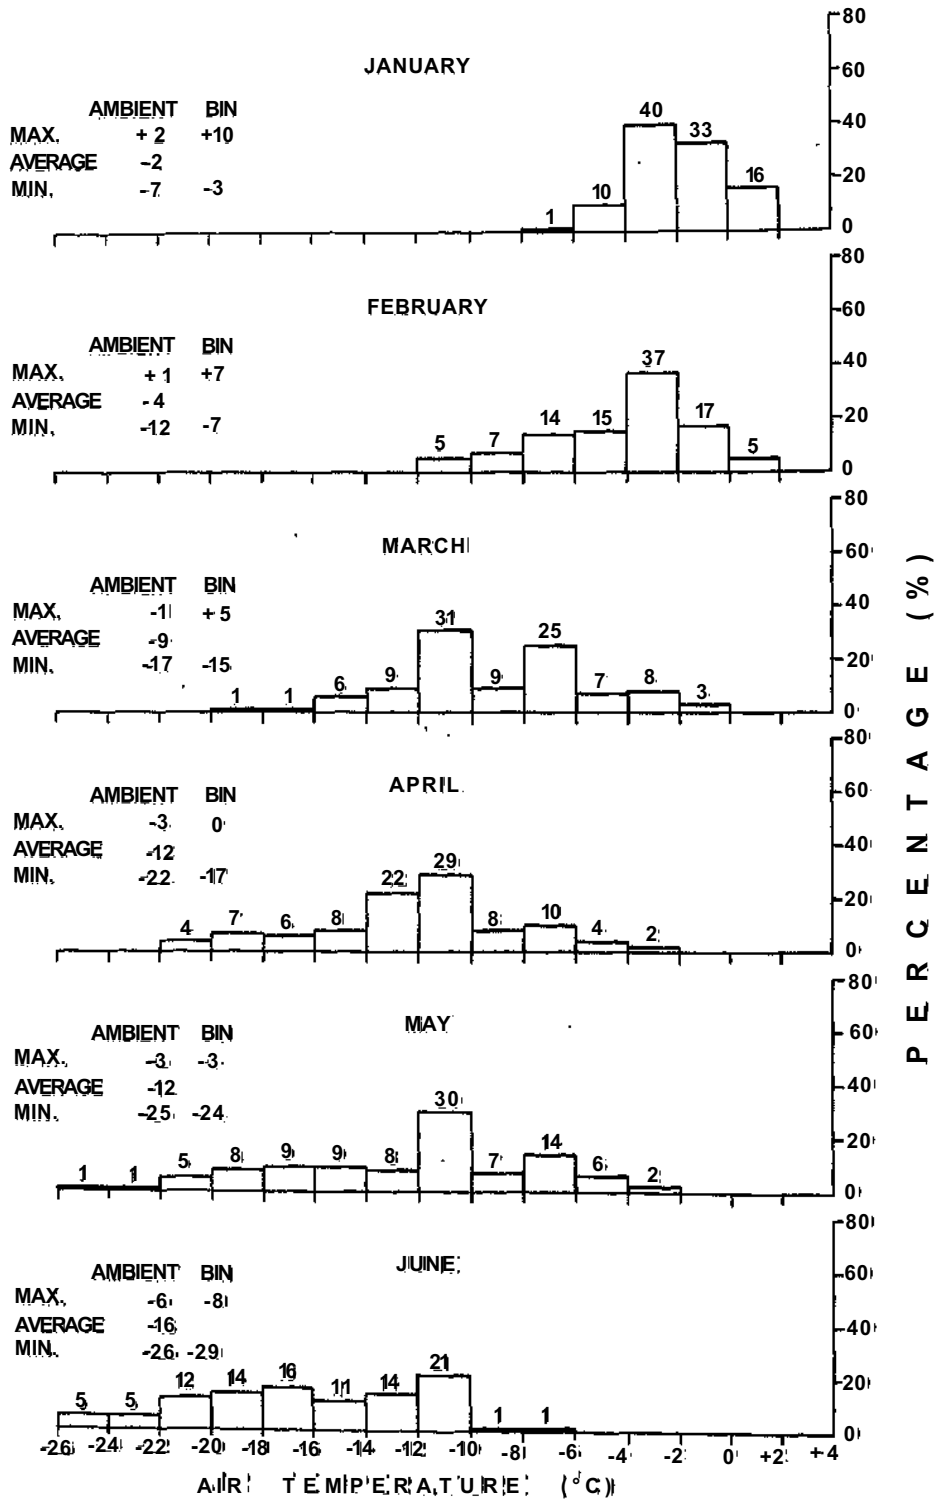 JANUARY
AMBIENT BIN
MAX. +2 +10
AVERAGE -2
MIN. -7 -3
1 10 40 33 16
80
60
40
20
0
FEBRUARY
AMBIENT BIN
MAX. +1 +7
AVERAGE -4
MIN. -12 -7
5 7 14 15 37 17 5
80
60
40
20
0
MARCH
AMBIENT BIN
MAX. -1 +5
AVERAGE -9
MIN. -17 -15
1 1 6 9 31 9 25 7 8 3
80
60
40
20
0
APRIL
AMBIENT BIN
MAX. -3 0
AVERAGE -12
MIN. -22 -17
4 7 6 8 22 29 8 10 4 2
80
60
40
20
0
MAY
AMBIENT BIN
MAX. -3 -3
AVERAGE -12
MIN. -25 -24
1 1 5 8 9 9 8 30 7 14 6 2
80
60
40
20
0
JUNE
AMBIENT BIN
MAX. -6 -8
AVERAGE -16
MIN. -26 -29
5 5 12 14 16 11 14 21 1 1
80
60
40
20
0
-26 -24 -22 -20 -18 -16 -14 -12 -10 -8 -6 -4 -2 0 +2 +4
AIR TEMPERATURE (°C)
PERCENTAGE (%)